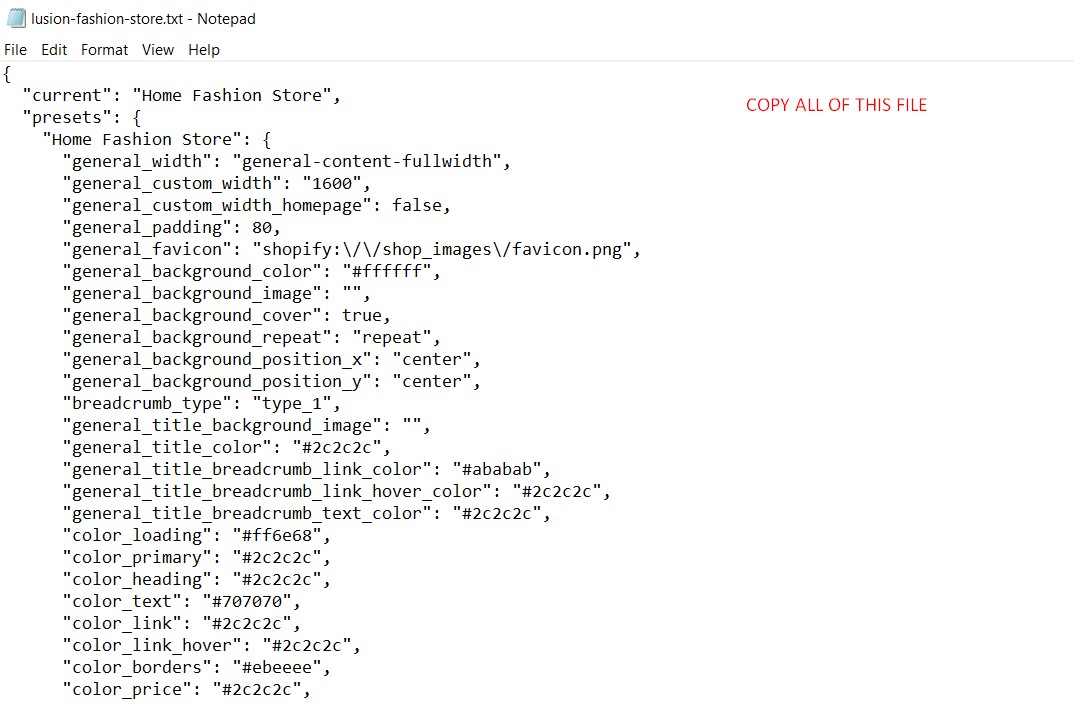 lusion-fashion-store.txt - Notepad
File Edit Format View Help
{
  "current": "Home Fashion Store",
COPY ALL OF THIS FILE
  "presets": {
    "Home Fashion Store": {
      "general_width": "general-content-fullwidth",
      "general_custom_width": "1600",
      "general_custom_width_homepage": false,
      "general_padding": 80,
      "general_favicon": "shopify:\/\/shop_images\/favicon.png",
      "general_background_color": "#ffffff",
      "general_background_image": "",
      "general_background_cover": true,
      "general_background_repeat": "repeat",
      "general_background_position_x": "center",
      "general_background_position_y": "center",
      "breadcrumb_type": "type_1",
      "general_title_background_image": "",
      "general_title_color": "#2c2c2c",
      "general_title_breadcrumb_link_color": "#ababab",
      "general_title_breadcrumb_link_hover_color": "#2c2c2c",
      "general_title_breadcrumb_text_color": "#2c2c2c",
      "color_loading": "#ff6e68",
      "color_primary": "#2c2c2c",
      "color_heading": "#2c2c2c",
      "color_text": "#707070",
      "color_link": "#2c2c2c",
      "color_link_hover": "#2c2c2c",
      "color_borders": "#ebeeee",
      "color_price": "#2c2c2c",